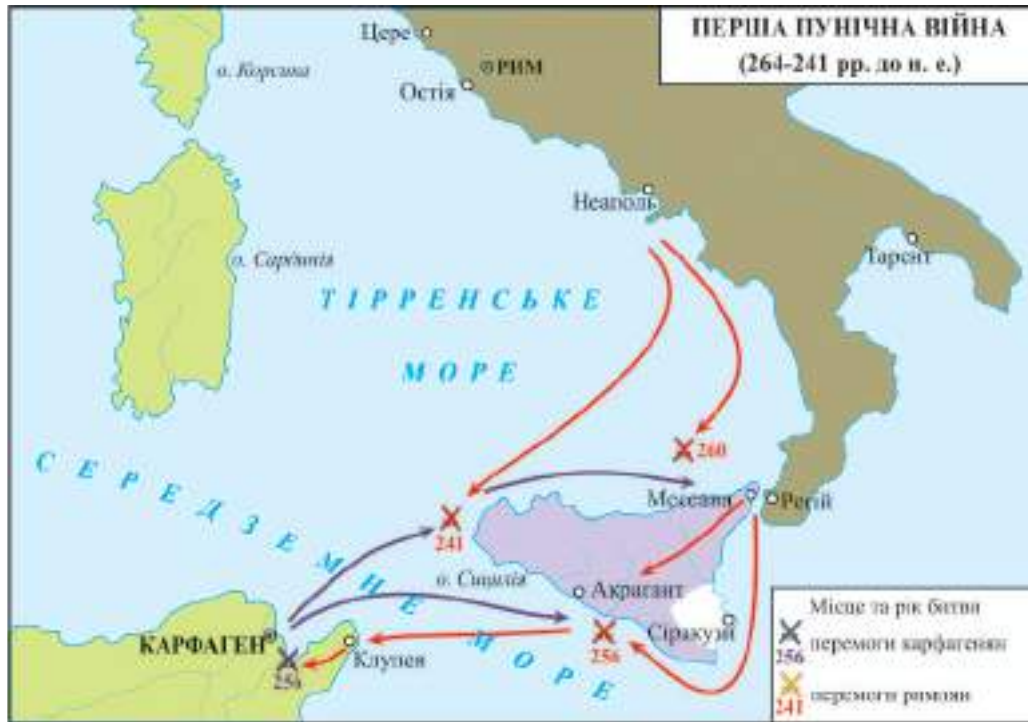 ПЕРША ПУНІЧНА ВІЙНА
(264-241 рр. до н. е.)
Цере
о. Корсика
РИМ
Остія
Неаполь
Тарент
о. Сардинія
ТІРРЕНСЬКЕ
МОРЕ
260
СЕРЕДЗЕМНЕ МОРЕ
Мессана
Регій
241
о. Сицилія
Акрагант
Сіракузи
КАРФАГЕН
Клупея
256
256
Місце та рік битви
перемоги карфагенян
256
перемоги римлян
241